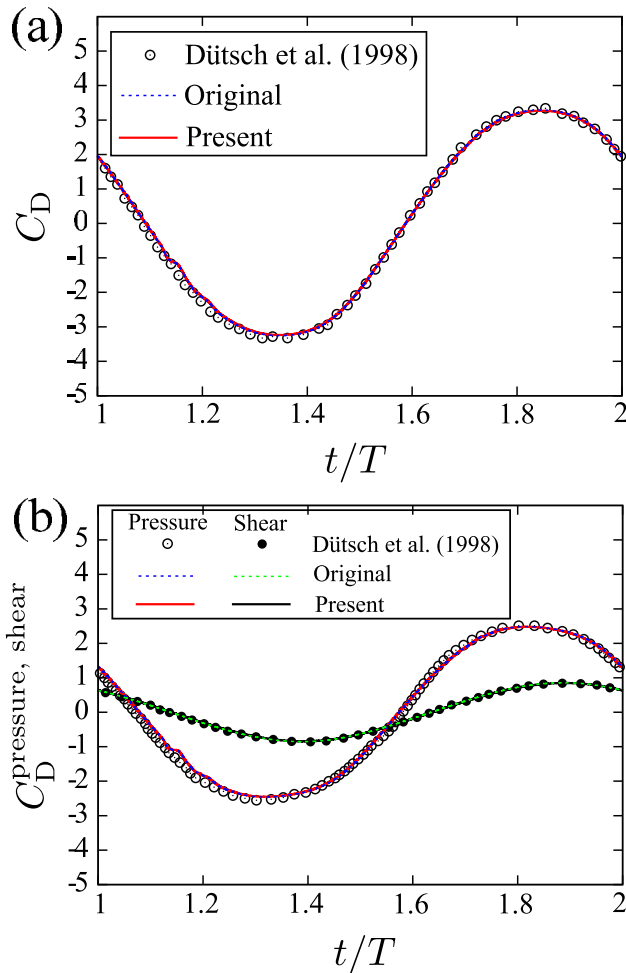 (a)
Dütsch et al. (1998)
Original
Present
5
4
3
2
1
0
-1
-2
-3
-4
-5
C_D
1 1.2 1.4 1.6 1.8 2
t/T
(b)
Pressure Shear
Dütsch et al. (1998)
Original
Present
5
4
3
2
1
0
-1
-2
-3
-4
-5
C_D^pressure, shear
1 1.2 1.4 1.6 1.8 2
t/T